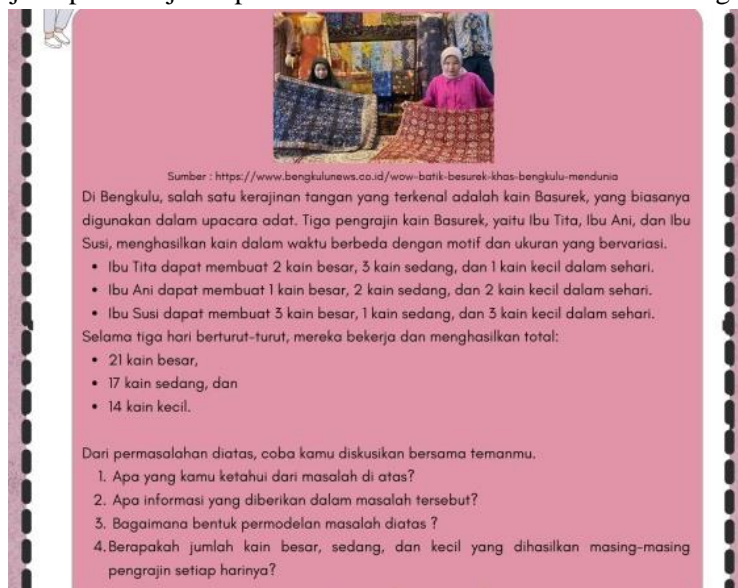 Sumber : https://www.bengkulunews.co.id/wow-batik-besurek-khas-bengkulu-mendunia
Di Bengkulu, salah satu kerajinan tangan yang terkenal adalah kain Basurek, yang biasanya
digunakan dalam upacara adat. Tiga pengrajin kain Basurek, yaitu Ibu Tita, Ibu Ani, dan Ibu
Susi, menghasilkan kain dalam waktu berbeda dengan motif dan ukuran yang bervariasi.
• Ibu Tita dapat membuat 2 kain besar, 3 kain sedang, dan 1 kain kecil dalam sehari.
• Ibu Ani dapat membuat 1 kain besar, 2 kain sedang, dan 2 kain kecil dalam sehari.
• Ibu Susi dapat membuat 3 kain besar, 1 kain sedang, dan 3 kain kecil dalam sehari.
Selama tiga hari berturut-turut, mereka bekerja dan menghasilkan total:
• 21 kain besar,
• 17 kain sedang, dan
• 14 kain kecil.
Dari permasalahan diatas, coba kamu diskusikan bersama temanmu.
1. Apa yang kamu ketahui dari masalah di atas?
2. Apa informasi yang diberikan dalam masalah tersebut?
3. Bagaimana bentuk permodelan masalah diatas ?
4. Berapakah jumlah kain besar, sedang, dan kecil yang dihasilkan masing-masing
pengrajin setiap harinya?